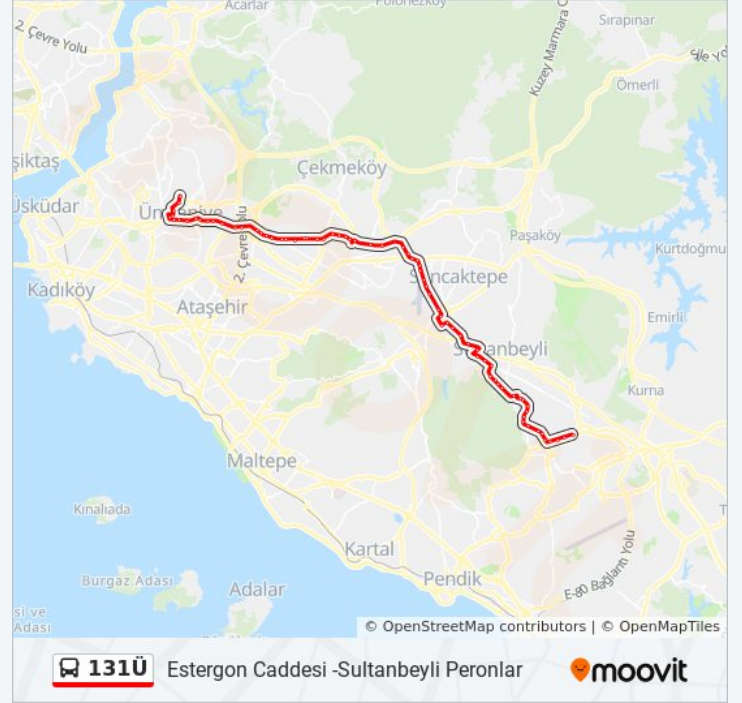 Acarlar
Polonezköy
Sırapınar
2. Çevre Yolu
Kuzey Marmara
Şile
Ömerli
şiktaş
Çekmeköy
Üsküdar
Paşaköy
Kurtdoğmu
2. Çevre
Kadıköy
Sancaktepe
Ataşehir
Emirli
Sultanbeyli
Kurna
Maltepe
Kınalıada
Kartal
E-80 Bağlantı Yolu
Burgaz Adası
Pendik
Adalar
si ve
Adası
© OpenStreetMap contributors | © OpenMapTiles
131Ü Estergon Caddesi -Sultanbeyli Peronlar moovit